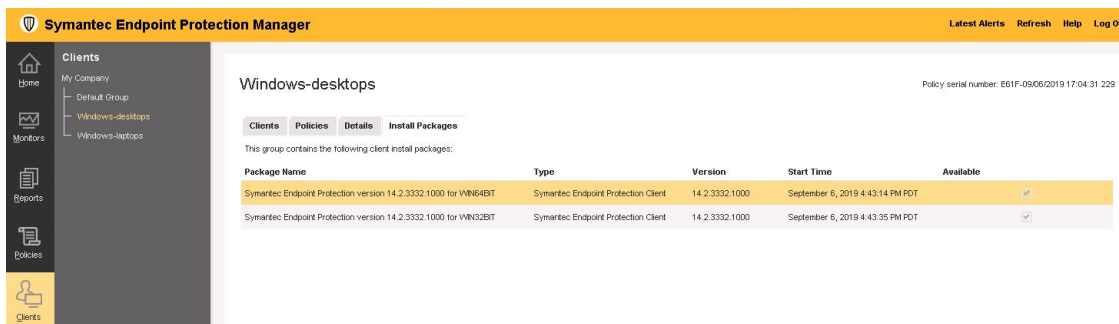 Symantec Endpoint Protection Manager
Latest Alerts Refresh Help Log O
Home
Monitors
Reports
Policies
Clients
Clients
My Company
Default Group
Windows-desktops
Windows-laptops
Windows-desktops
Policy serial number: E61F-09/06/2019 17:04:31 229
Clients Policies Details Install Packages
This group contains the following client install packages:
Package Name Type Version Start Time Available
Symantec Endpoint Protection version 14.2.3332.1000 for WIN64BIT Symantec Endpoint Protection Client 14.2.3332.1000 September 6, 2019 4:43:14 PM PDT
Symantec Endpoint Protection version 14.2.3332.1000 for WIN32BIT Symantec Endpoint Protection Client 14.2.3332.1000 September 6, 2019 4:43:35 PM PDT